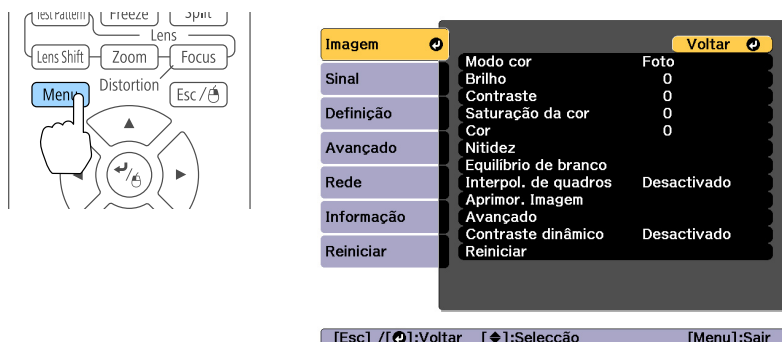 Test Pattern Freeze Split
Lens
Lens Shift Zoom Focus
Distortion
Menu Esc /
Imagem
Sinal
Definição
Avançado
Rede
Informação
Reiniciar
Voltar
Modo cor Foto
Brilho 0
Contraste 0
Saturação da cor 0
Cor 0
Nitidez
Equilíbrio de branco
Interpol. de quadros Desactivado
Aprimor. Imagem
Avançado
Contraste dinâmico Desactivado
Reiniciar
[Esc] /[ ]:Voltar [ ]:Selecção [Menu]:Sair